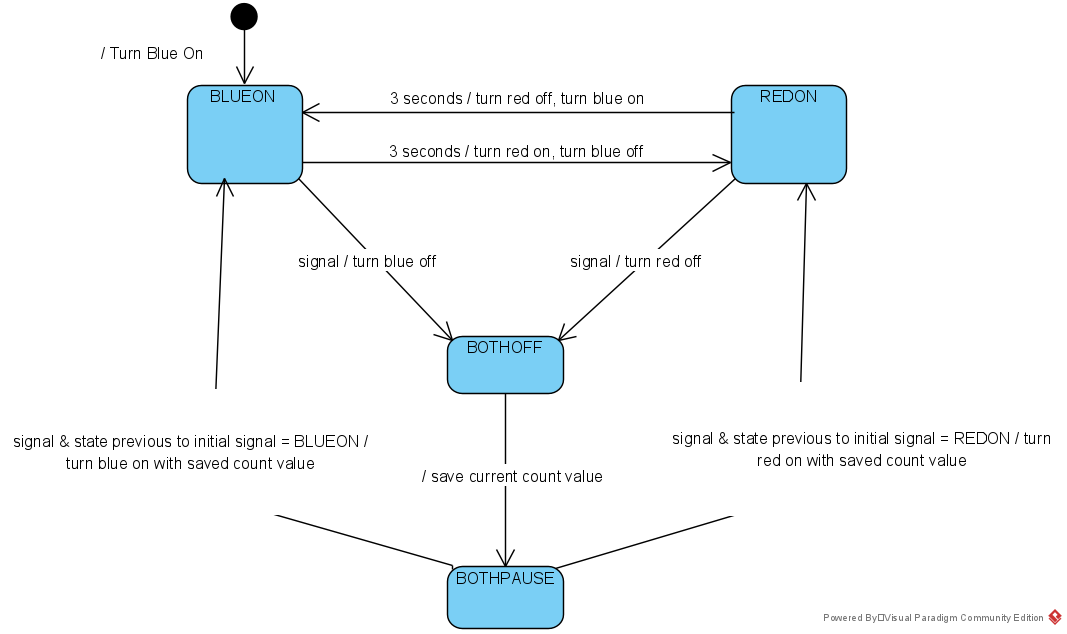 / Turn Blue On
BLUEON
REDON
3 seconds / turn red off, turn blue on
3 seconds / turn red on, turn blue off
signal / turn blue off
signal / turn red off
BOTHOFF
signal & state previous to initial signal = BLUEON /
turn blue on with saved count value
signal & state previous to initial signal = REDON / turn
red on with saved count value
/ save current count value
BOTHPAUSE
Powered By□Visual Paradigm Community Edition